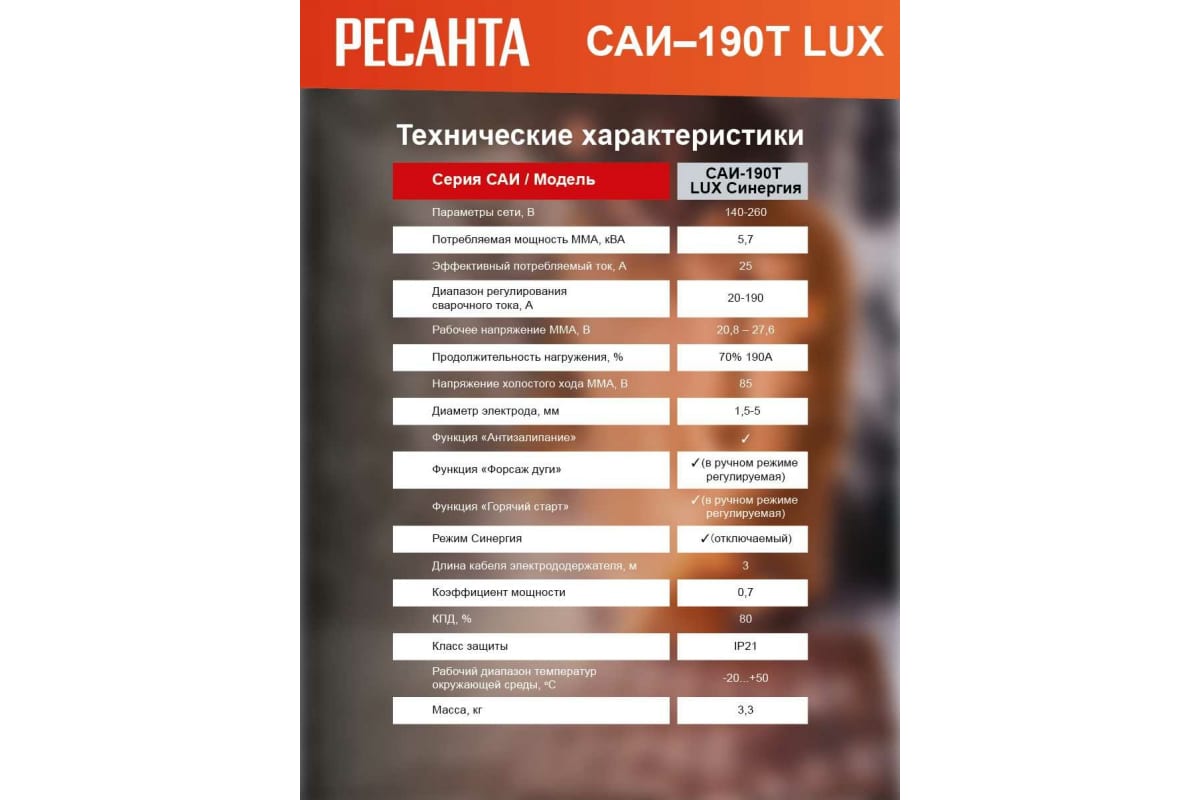 РЕСАНТА САИ–190Т LUX
Технические характеристики
Серия САИ / Модель САИ-190Т
LUX Синергия
Параметры сети, В 140-260
Потребляемая мощность ММА, кВА 5,7
Эффективный потребляемый ток, А 25
Диапазон регулирования
сварочного тока, А 20-190
Рабочее напряжение ММА, В 20,8 – 27,6
Продолжительность нагружения, % 70% 190А
Напряжение холостого хода ММА, В 85
Диаметр электрода, мм 1,5-5
Функция «Антизалипание» ✓
Функция «Форсаж дуги» ✓(в ручном режиме
регулируемая)
Функция «Горячий старт» ✓(в ручном режиме
регулируемая)
Режим Синергия ✓(отключаемый)
Длина кабеля электрододержателя, м 3
Коэффициент мощности 0,7
КПД, % 80
Класс защиты IP21
Рабочий диапазон температур
окружающей среды, °С -20...+50
Масса, кг 3,3